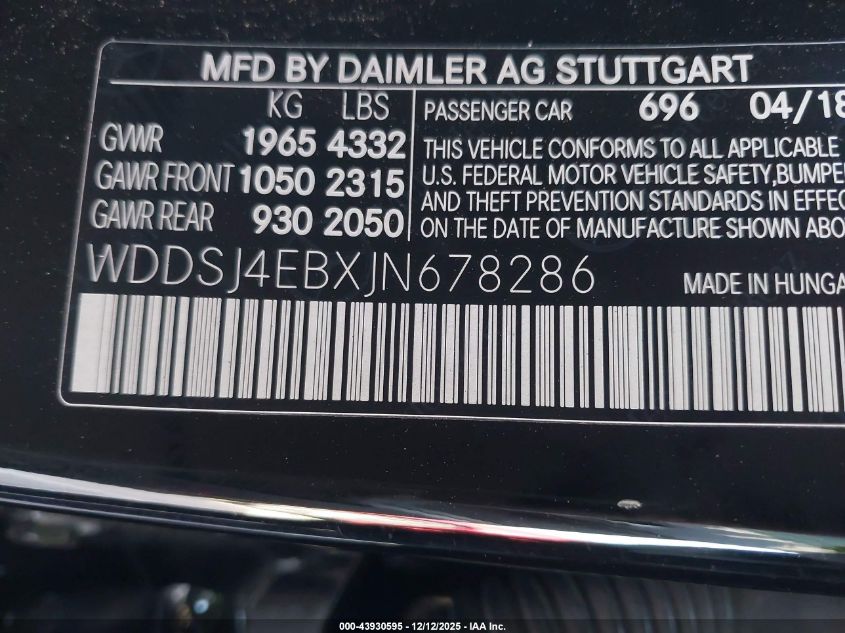 MFD BY DAIMLER AG STUTTGART
KG LBS
GVWR 1965 4332
GAWR FRONT 1050 2315
GAWR REAR 930 2050
PASSENGER CAR 696 04/18
THIS VEHICLE CONFORMS TO ALL APPLICABLE
U.S. FEDERAL MOTOR VEHICLE SAFETY,BUMPE
AND THEFT PREVENTION STANDARDS IN EFFEC
ON THE DATE OF MANUFACTURE SHOWN ABO
WDDSJ4EBXJN678286
MADE IN HUNGA
000-43930595 - 12/12/2025 - IAA Inc.